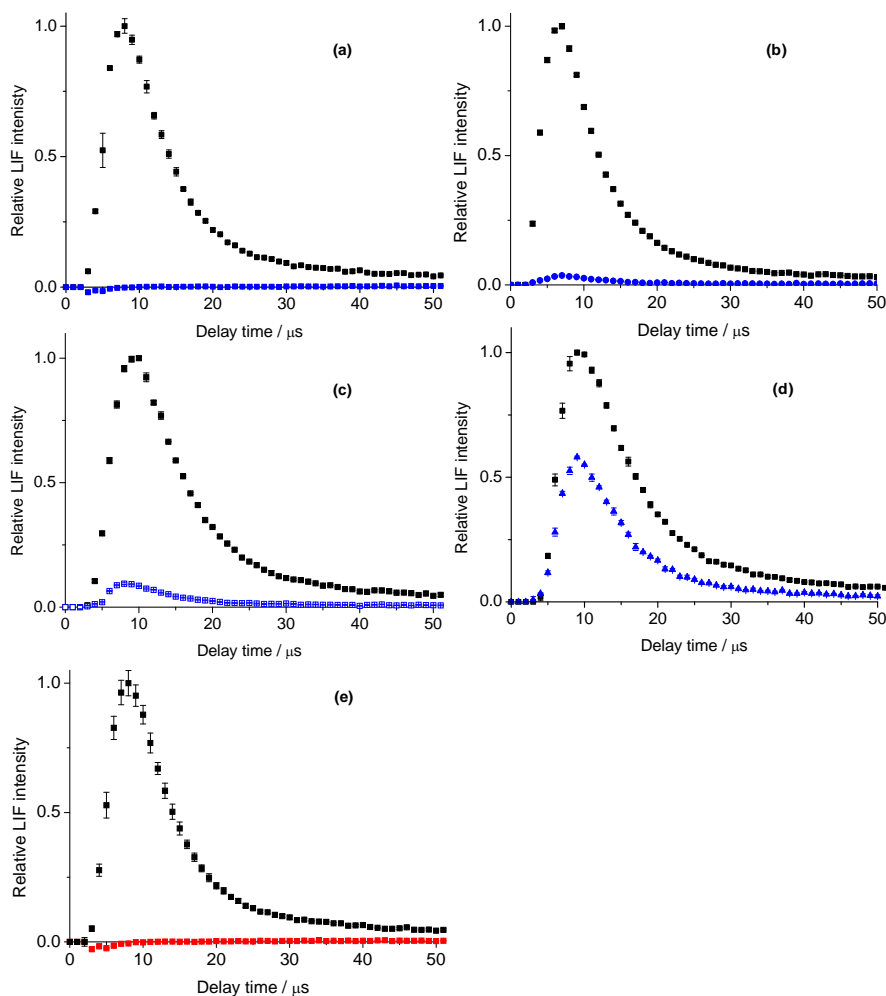 (a)
Relative LIF intenisty
1.0
0.5
0.0
0 10 20 30 40 50
Delay time / μs
(b)
Relative LIF intensity
1.0
0.5
0.0
0 10 20 30 40 50
Delay time / μs
(c)
Relative LIF intensity
1.0
0.5
0.0
0 10 20 30 40 50
Delay time / μs
(d)
Relative LIF intensity
1.0
0.5
0.0
0 10 20 30 40 50
Delay time / μs
(e)
Relative LIF intensity
1.0
0.5
0.0
0 10 20 30 40 50
Delay time / μs